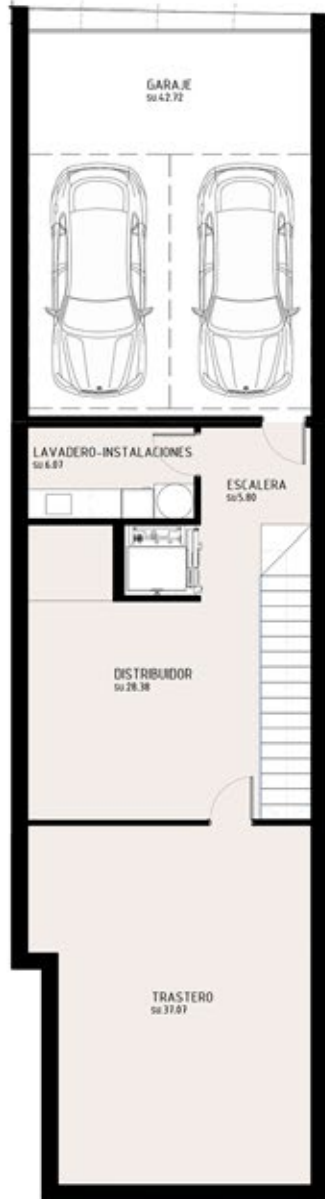 GARAJE
su:42.72
LAVADERO-INSTALACIONES
su:6.07
ESCALERA
su:5.80
DISTRIBUIDOR
su:28.38
TRASTERO
su:37.07